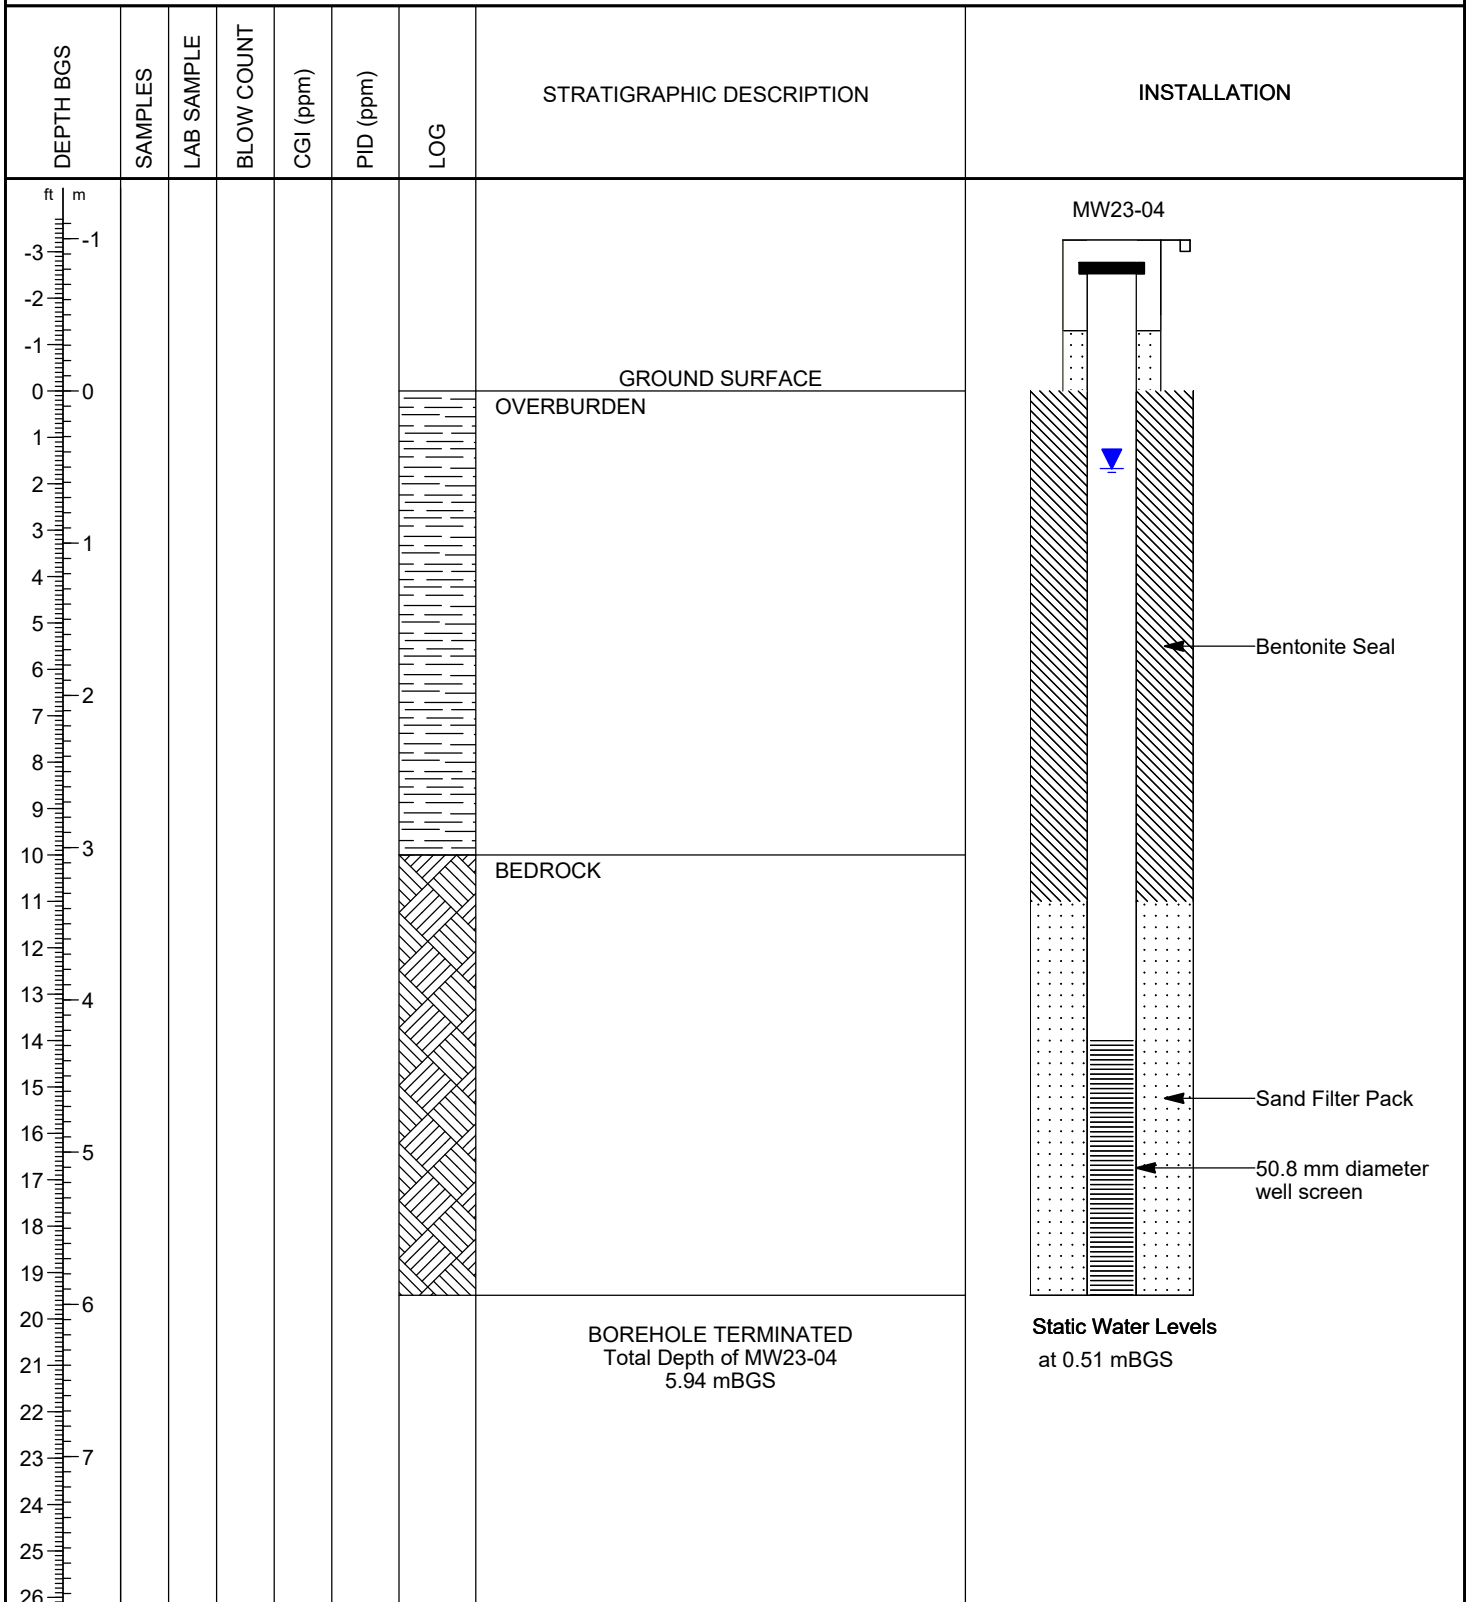 DEPTH BGS
SAMPLES
LAB SAMPLE
BLOW COUNT
CGI (ppm)
PID (ppm)
LOG
STRATIGRAPHIC DESCRIPTION
INSTALLATION
ft m
MW23-04
-3
-2
-1
0
1
2
3
4
5
6
7
8
9
10
11
12
13
14
15
16
17
18
19
20
21
22
23
24
25
26
-1
0
1
2
3
4
5
6
7
GROUND SURFACE
OVERBURDEN
BEDROCK
BOREHOLE TERMINATED
Total Depth of MW23-04
5.94 mBGS
Bentonite Seal
Sand Filter Pack
50.8 mm diameter
well screen
Static Water Levels
at 0.51 mBGS